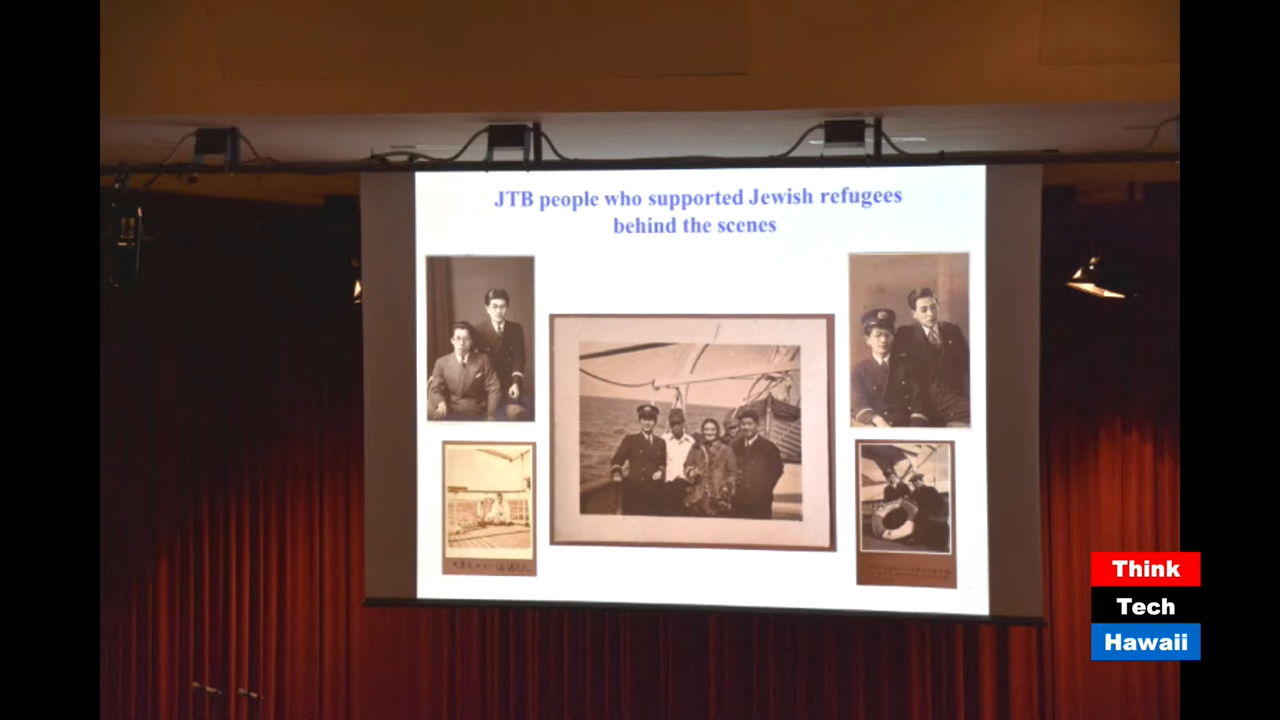 JTB people who supported Jewish refugees
behind the scenes
Think
Tech
Hawaii